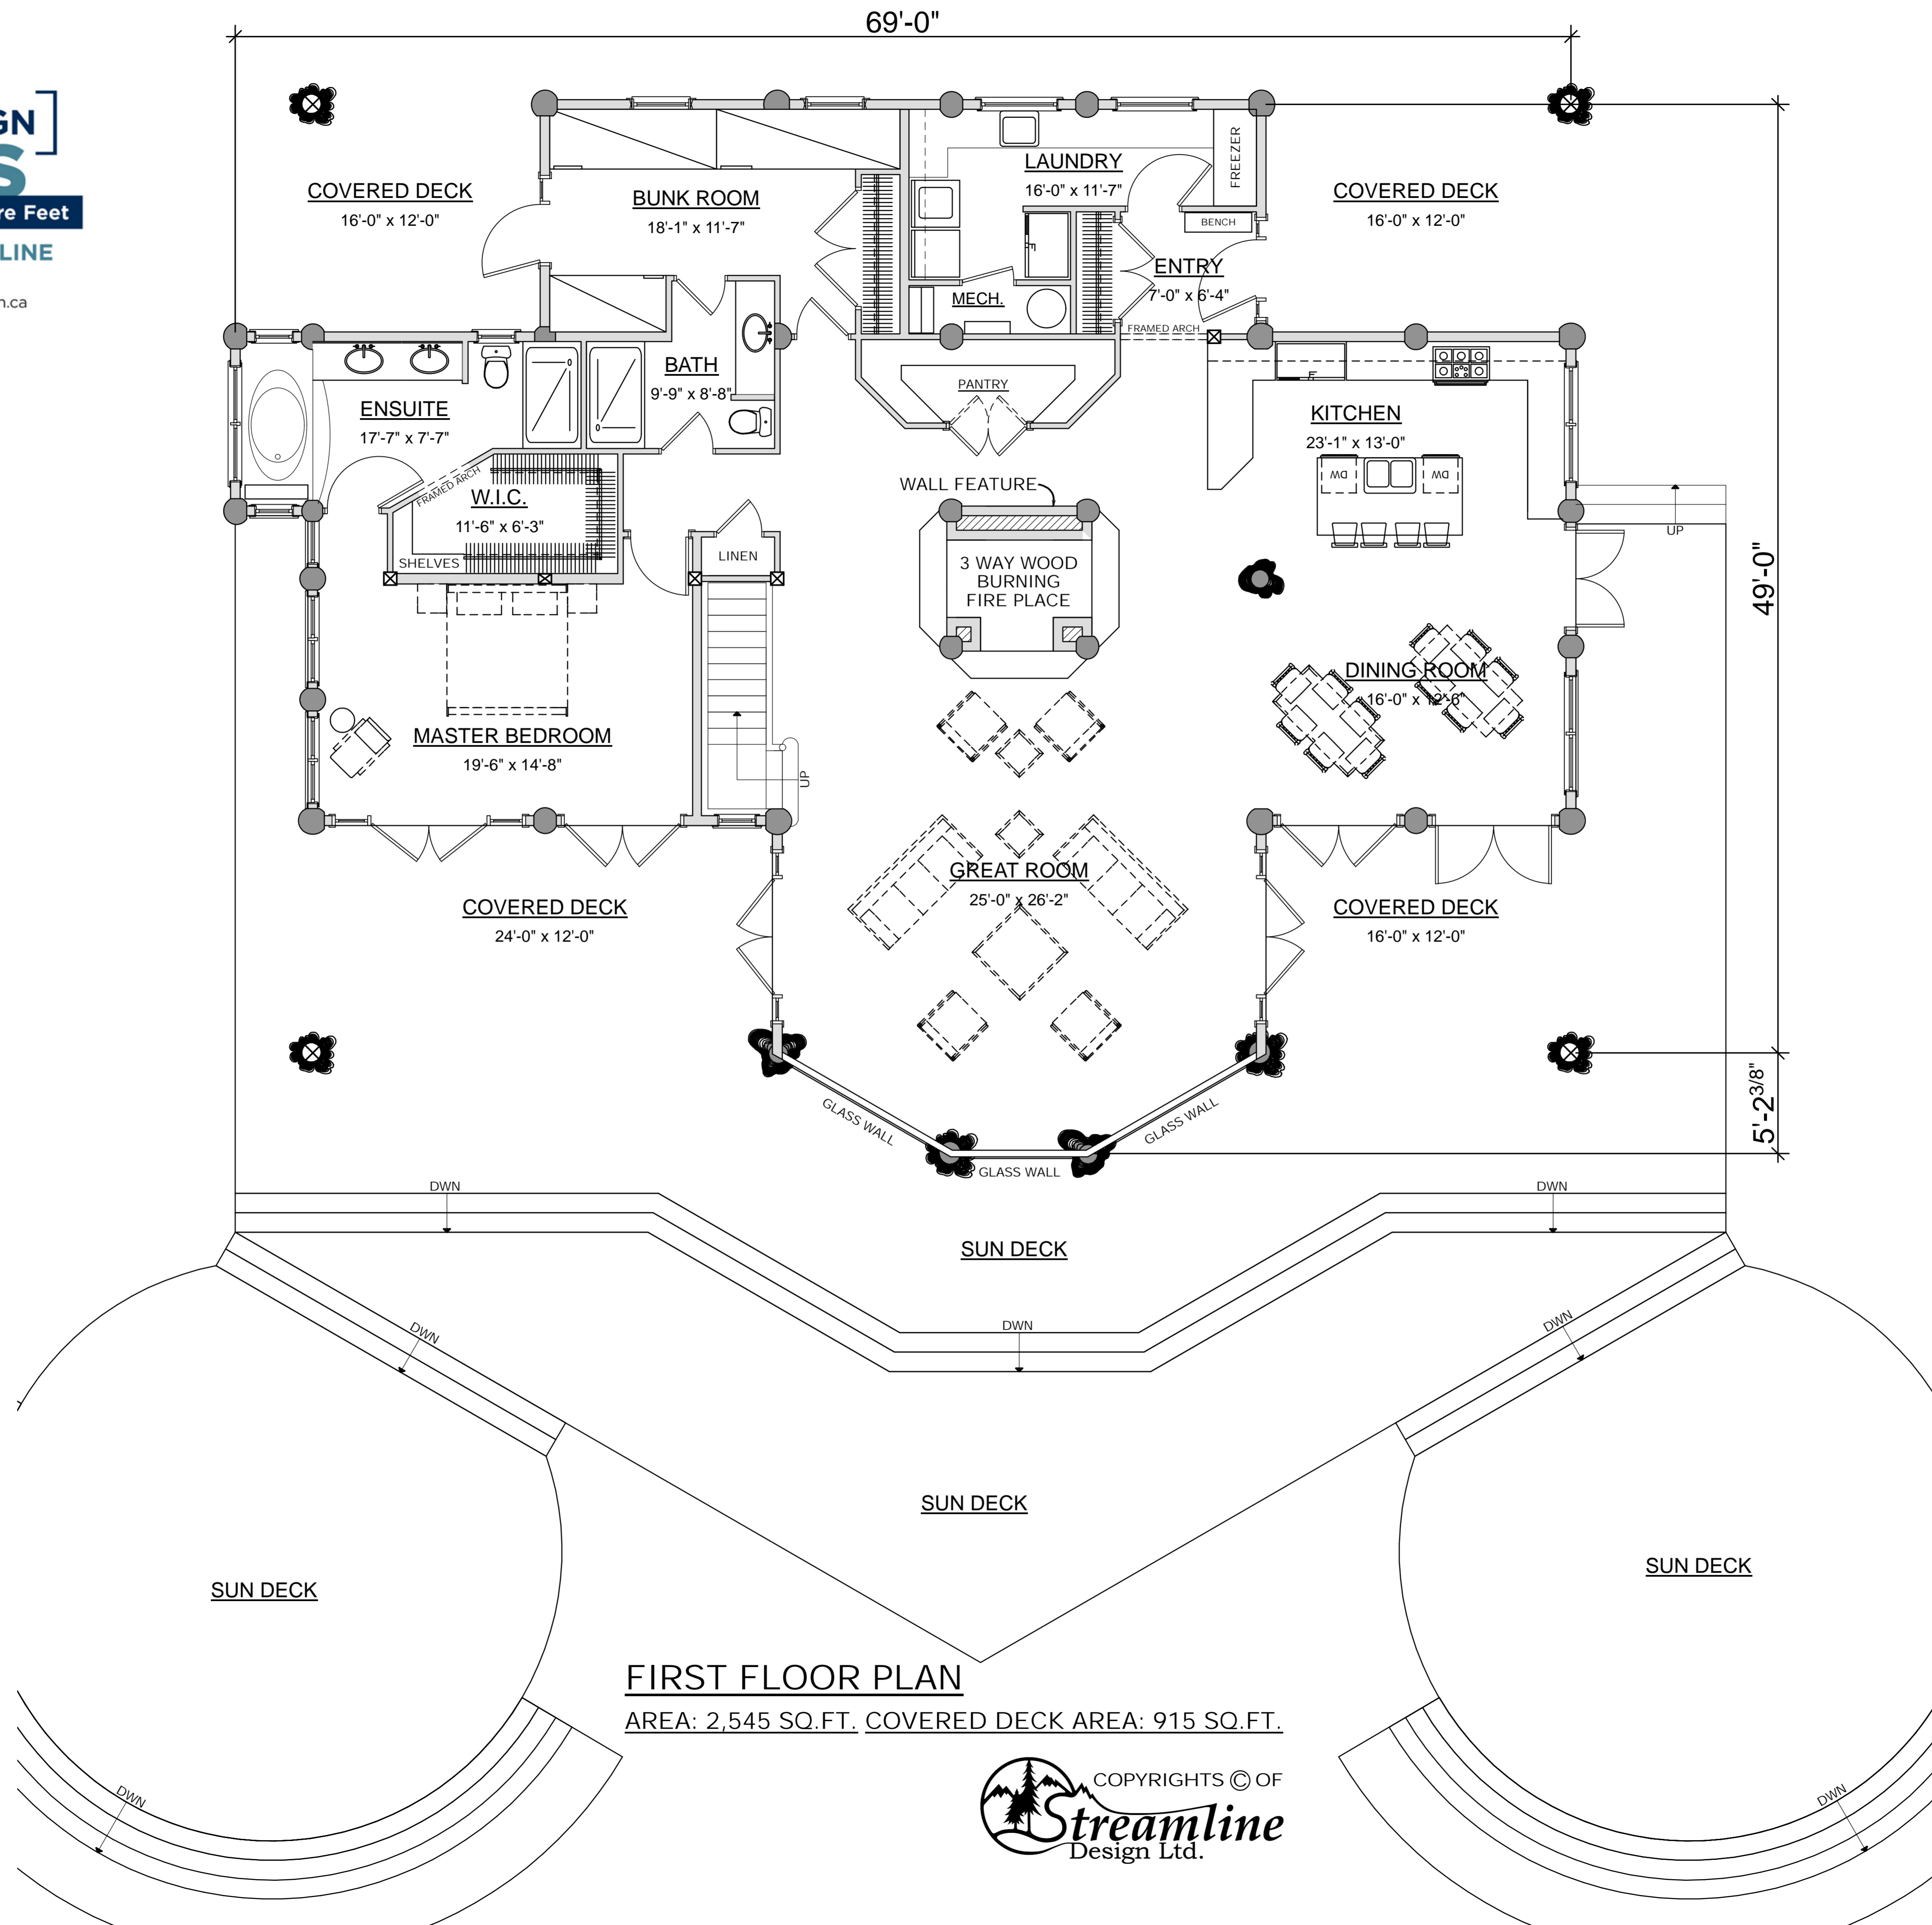 69'-0"
GN
S
re Feet
LINE
n.ca
COVERED DECK
16'-0" x 12'-0"
BUNK ROOM
18'-1" x 11'-7"
LAUNDRY
16'-0" x 11'-7"
FREEZER
BENCH
ENTRY
7'-0" x 6'-4"
COVERED DECK
16'-0" x 12'-0"
F
MECH.
FRAMED ARCH
BATH
9'-9" x 8'-8"
PANTRY
F
ENSUITE
17'-7" x 7'-7"
KITCHEN
23'-1" x 13'-0"
DW
DW
FRAMED ARCH
W.I.C.
11'-6" x 6'-3"
SHELVES
LINEN
WALL FEATURE
3 WAY WOOD
BURNING
FIRE PLACE
UP
49'-0"
DINING ROOM
16'-0" x 12'-6"
MASTER BEDROOM
19'-6" x 14'-8"
UP
GREAT ROOM
25'-0" x 26'-2"
COVERED DECK
24'-0" x 12'-0"
COVERED DECK
16'-0" x 12'-0"
5'-2 3/8"
GLASS WALL
GLASS WALL
GLASS WALL
DWN
DWN
SUN DECK
DWN
DWN
DWN
SUN DECK
SUN DECK
SUN DECK
DWN
DWN
FIRST FLOOR PLAN
AREA: 2,545 SQ.FT. COVERED DECK AREA: 915 SQ.FT.
COPYRIGHTS © OF
Streamline
Design Ltd.